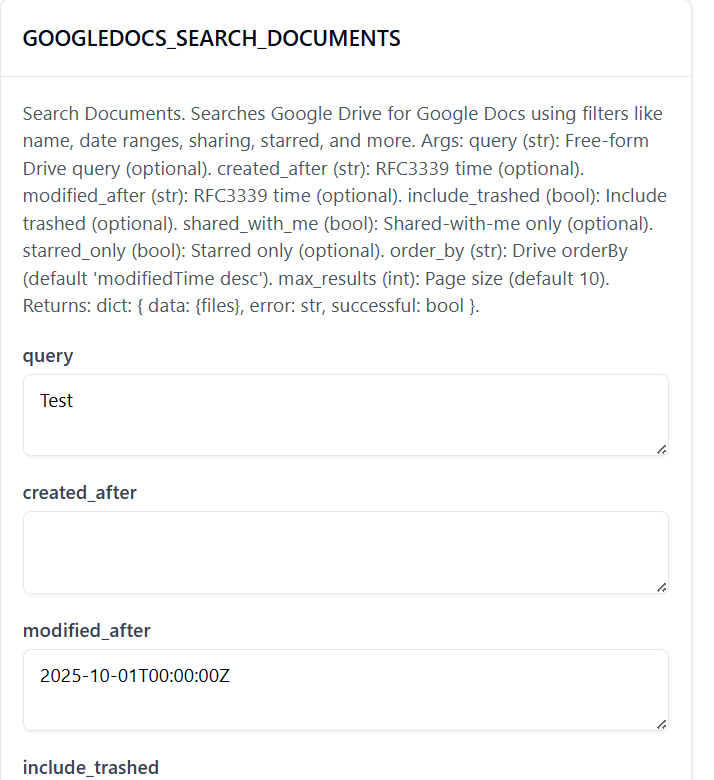 GOOGLEDOCS_SEARCH_DOCUMENTS
Search Documents. Searches Google Drive for Google Docs using filters like
name, date ranges, sharing, starred, and more. Args: query (str): Free-form
Drive query (optional). created_after (str): RFC3339 time (optional).
modified_after (str): RFC3339 time (optional). include_trashed (bool): Include
trashed (optional). shared_with_me (bool): Shared-with-me only (optional).
starred_only (bool): Starred only (optional). order_by (str): Drive orderBy
(default 'modifiedTime desc'). max_results (int): Page size (default 10).
Returns: dict: { data: {files}, error: str, successful: bool }.
query
Test
created_after
modified_after
2025-10-01T00:00:00Z
include_trashed